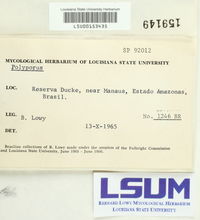 Louisiana State University Herbarium
LSU00153435
159149
SP 92012
MYCOLOGICAL HERBARIUM OF LOUISIANA STATE UNIVERSITY
Polyporus
LOC. Reserva Ducke, near Manaus, Estado Amazonas,
Brasil.
LEG. B. Lowy No. 1246 BR
DET. 13-X-1965
Brazilian collections of B. Lowy made under the auspices of the Fulbright Commission
and Louisiana State University, June 1965 - June 1966.
LSUM
BERNARD LOWY MYCOLOGICAL HERBARIUM
LOUISIANA STATE UNIVERSITY